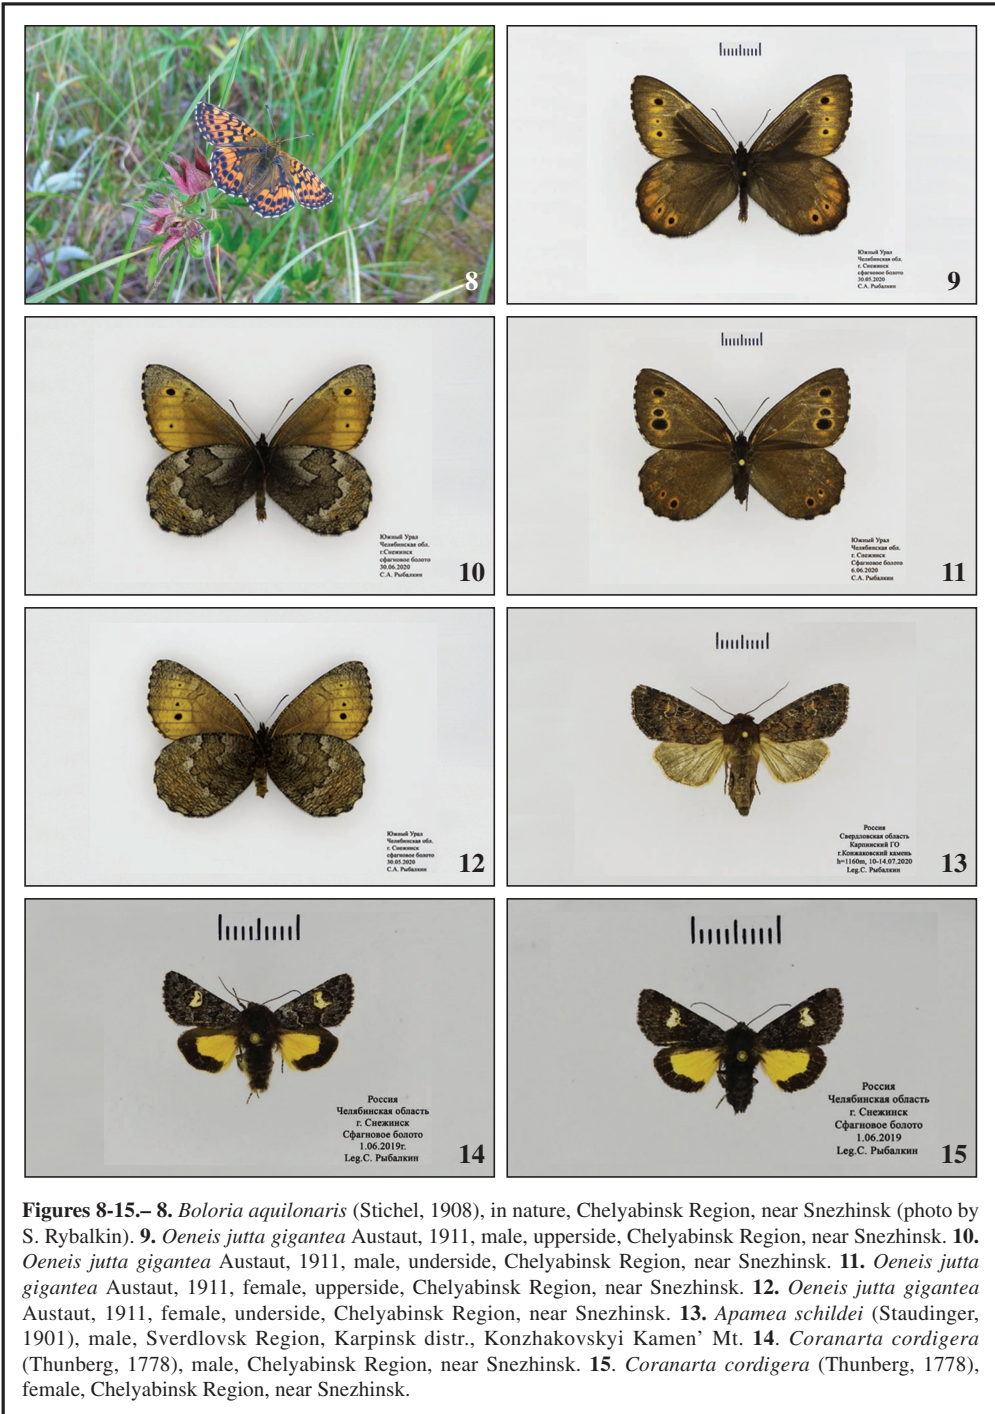 8
Южный Урал
Челябинская обл.
г. Снежинск
сфагновое болото
30.05.2020
С.А. Рыбалкин
9
Южный Урал
Челябинская обл.
г.Снежинск
сфагновое болото
30.06.2020
С.А. Рыбалкин
10
Южный Урал
Челябинская обл.
г. Снежинск
Сфагновое болото
6.06.2020
С.А. Рыбалкин
11
Южный Урал
Челябинская обл.
г. Снежинск
сфагновое болото
30.05.2020
С.А. Рыбалкин
12
Россия
Свердловская область
Карпинский ГО
г.Конжаковский камень
h=1160m, 10-14.07.2020
Leg.С. Рыбалкин
13
Россия
Челябинская область
г. Снежинск
Сфагновое болото
1.06.2019г.
Leg.С. Рыбалкин
14
Россия
Челябинская область
г. Снежинск
Сфагновое болото
1.06.2019
Leg.С. Рыбалкин
15
Figures 8-15.– 8. Boloria aquilonaris (Stichel, 1908), in nature, Chelyabinsk Region, near Snezhinsk (photo by
S. Rybalkin). 9. Oeneis jutta gigantea Austaut, 1911, male, upperside, Chelyabinsk Region, near Snezhinsk. 10.
Oeneis jutta gigantea Austaut, 1911, male, underside, Chelyabinsk Region, near Snezhinsk. 11. Oeneis jutta
gigantea Austaut, 1911, female, upperside, Chelyabinsk Region, near Snezhinsk. 12. Oeneis jutta gigantea
Austaut, 1911, female, underside, Chelyabinsk Region, near Snezhinsk. 13. Apamea schildei (Staudinger,
1901), male, Sverdlovsk Region, Karpinsk distr., Konzhakovskyi Kamen’ Mt. 14. Coranarta cordigera
(Thunberg, 1778), male, Chelyabinsk Region, near Snezhinsk. 15. Coranarta cordigera (Thunberg, 1778),
female, Chelyabinsk Region, near Snezhinsk.